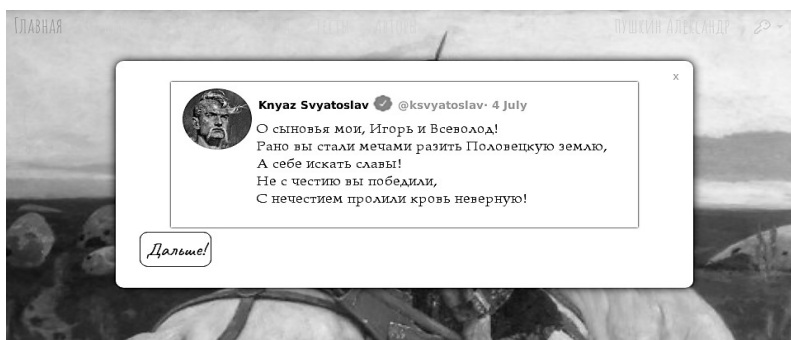 Главная
пушкин александр
x
Knyaz Svyatoslav @ksvyatoslav· 4 July
О сыновья мои, Игорь и Всеволод!
Рано вы стали мечами разить Половецкую землю,
А себе искать славы!
Не с честию вы победили,
С нечестием пролили кровь неверную!
Дальше!